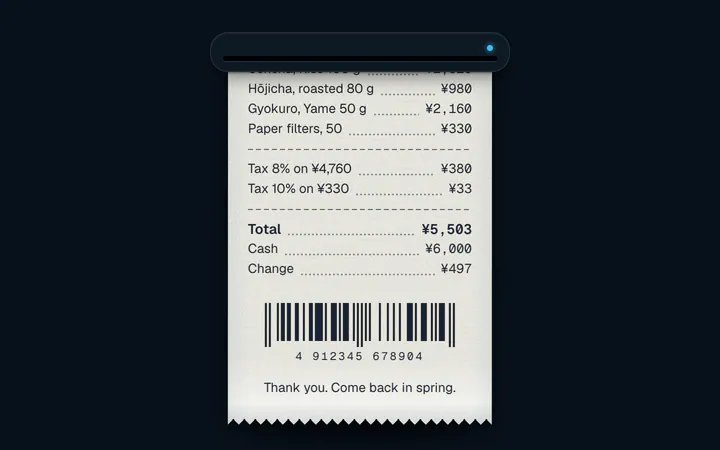 Hōjicha, roasted 80 g ¥980
Gyokuro, Yame 50 g ¥2,160
Paper filters, 50 ¥330
Tax 8% on ¥4,760 ¥380
Tax 10% on ¥330 ¥33
Total ¥5,503
Cash ¥6,000
Change ¥497
4 912345 678904
Thank you. Come back in spring.